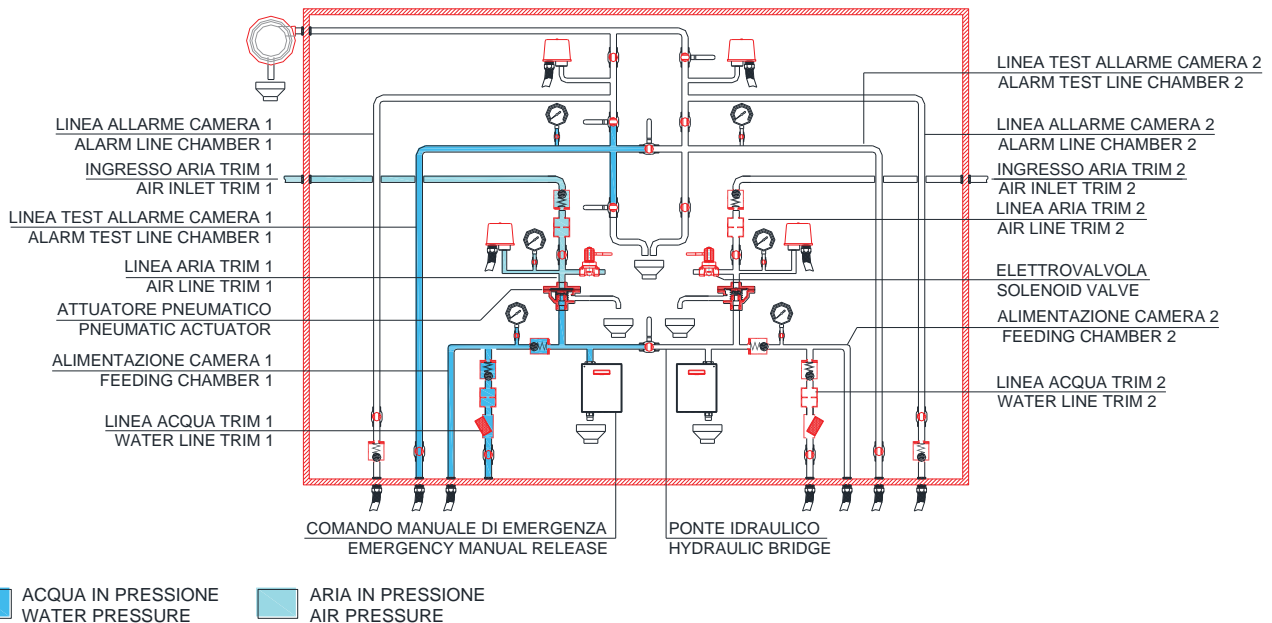 LINEA ALLARME CAMERA 1
ALARM LINE CHAMBER 1
INGRESSO ARIA TRIM 1
AIR INLET TRIM 1
LINEA TEST ALLARME CAMERA 1
ALARM TEST LINE CHAMBER 1
LINEA ARIA TRIM 1
AIR LINE TRIM 1
ATTUATORE PNEUMATICO
PNEUMATIC ACTUATOR
ALIMENTAZIONE CAMERA 1
FEEDING CHAMBER 1
LINEA ACQUA TRIM 1
WATER LINE TRIM 1
LINEA TEST ALLARME CAMERA 2
ALARM TEST LINE CHAMBER 2
LINEA ALLARME CAMERA 2
ALARM LINE CHAMBER 2
INGRESSO ARIA TRIM 2
AIR INLET TRIM 2
LINEA ARIA TRIM 2
AIR LINE TRIM 2
ELETTROVALVOLA
SOLENOID VALVE
ALIMENTAZIONE CAMERA 2
FEEDING CHAMBER 2
LINEA ACQUA TRIM 2
WATER LINE TRIM 2
COMANDO MANUALE DI EMERGENZA
EMERGENCY MANUAL RELEASE
PONTE IDRAULICO
HYDRAULIC BRIDGE
ACQUA IN PRESSIONE
WATER PRESSURE
ARIA IN PRESSIONE
AIR PRESSURE